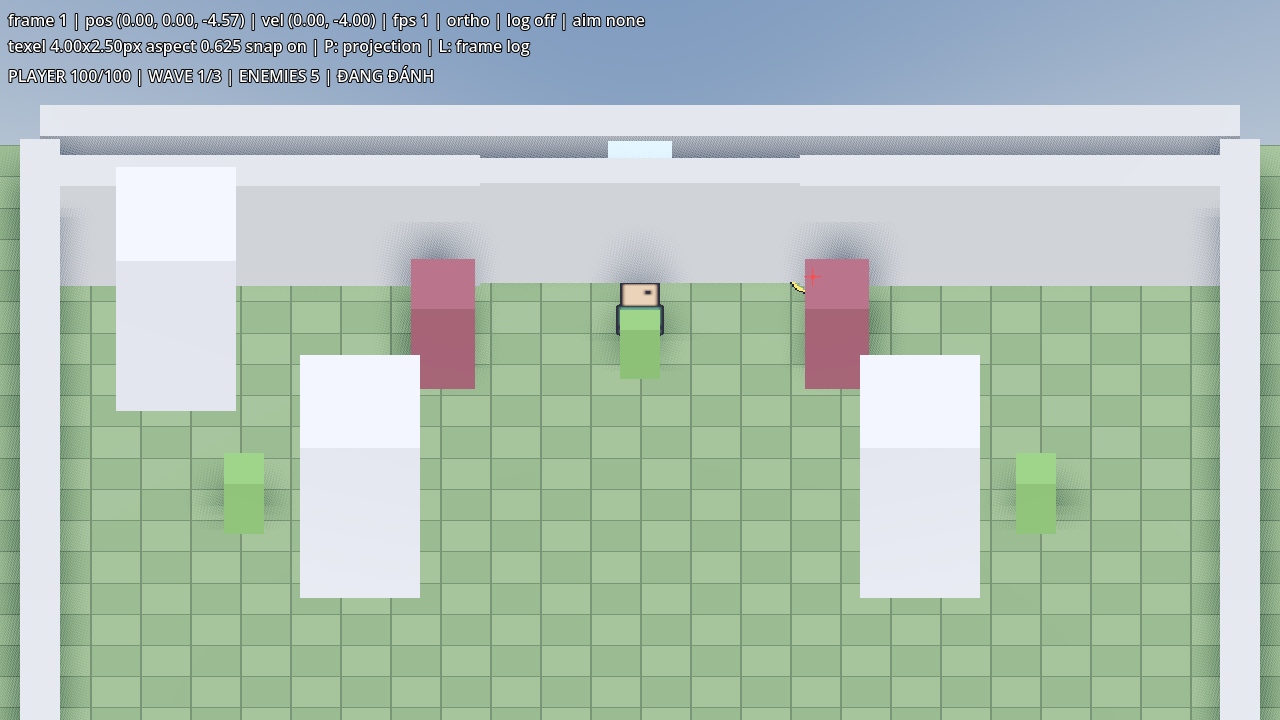 frame 1 | pos (0.00, 0.00, -4.57) | vel (0.00, -4.00) | fps 1 | ortho | log off | aim none
texel 4.00x2.50px aspect 0.625 snap on | P: projection | L: frame log
PLAYER 100/100 | WAVE 1/3 | ENEMIES 5 | ĐANG ĐÁNH